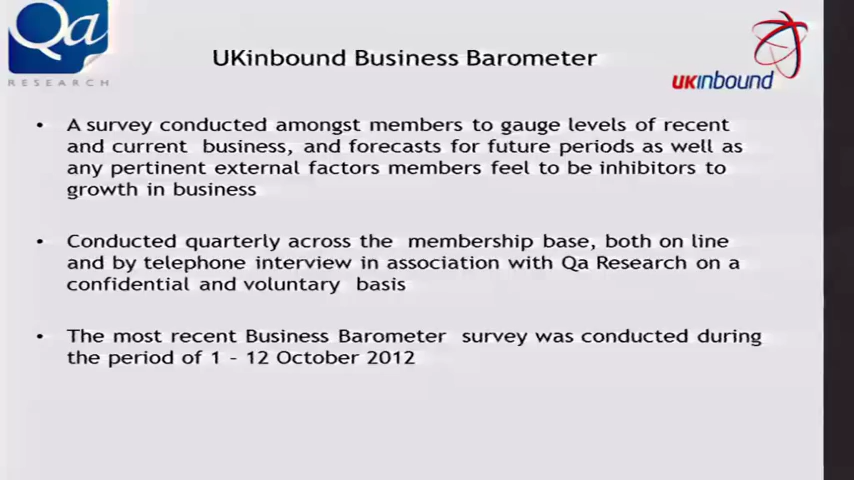 Qa
RESEARCH
UKinbound Business Barometer
UKinbound
• A survey conducted amongst members to gauge levels of recent
and current business, and forecasts for future periods as well as
any pertinent external factors members feel to be inhibitors to
growth in business
• Conducted quarterly across the membership base, both on line
and by telephone interview in association with Qa Research on a
confidential and voluntary basis
• The most recent Business Barometer survey was conducted during
the period of 1 – 12 October 2012